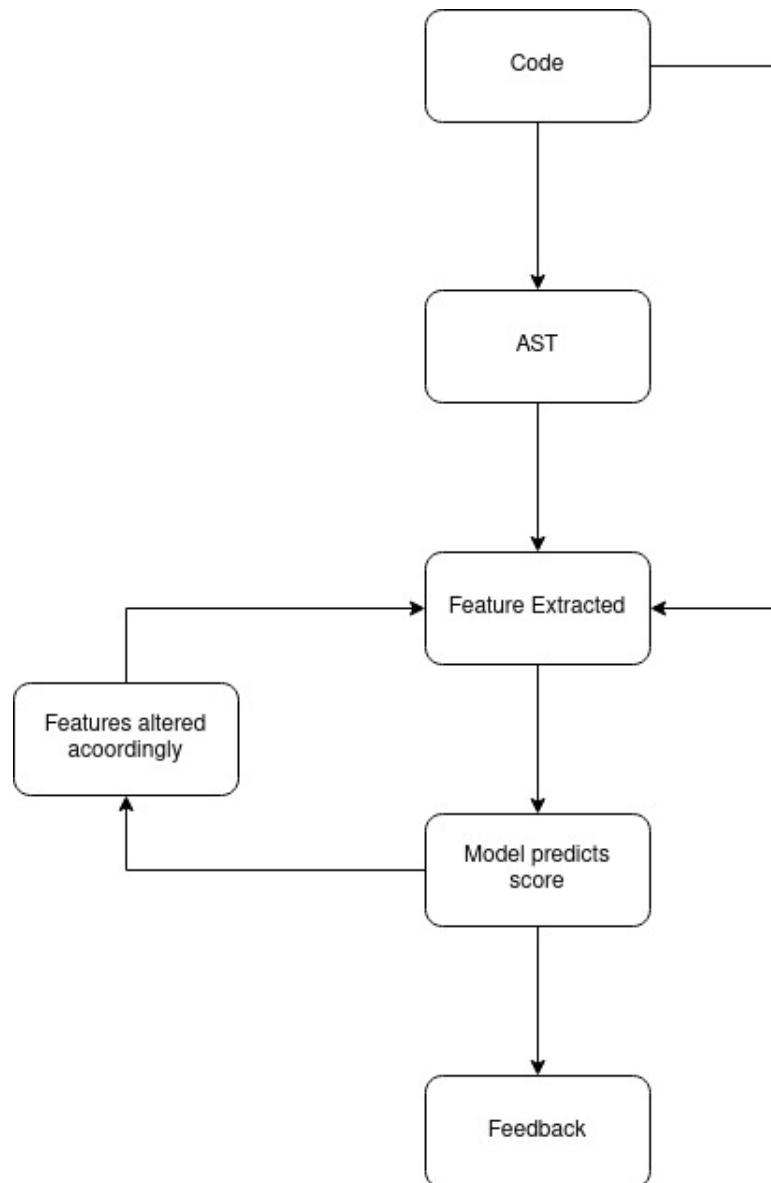 Code
AST
Feature Extracted
Features altered
acoordingly
Model predicts
score
Feedback